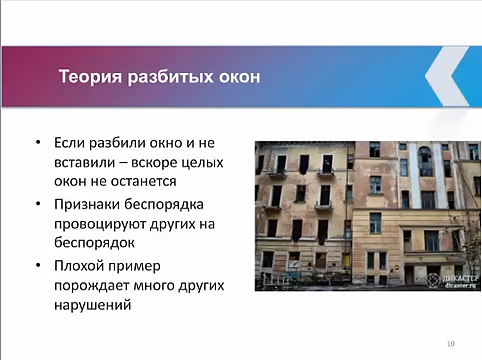 Теория разбитых окон
• Если разбили окно и не
вставили – вскоре целых
окон не останется
• Признаки беспорядка
провоцируют других на
беспорядок
• Плохой пример
порождает много других
нарушений
ДИКАСТЕР
dicaster.ru
10